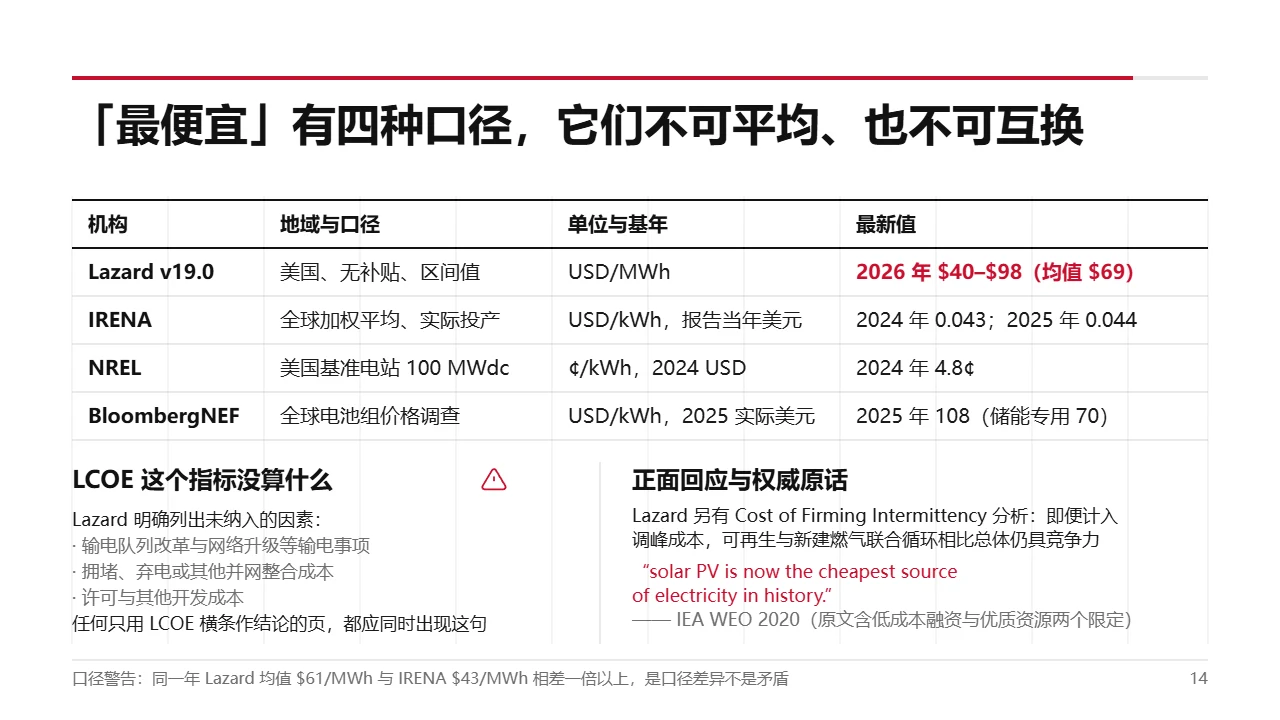 「最便宜」有四种口径，它们不可平均、也不可互换
机构 地域与口径 单位与基年 最新值
Lazard v19.0 美国、无补贴、区间值 USD/MWh 2026 年 $40–$98（均值 $69）
IRENA 全球加权平均、实际投产 USD/kWh，报告当年美元 2024 年 0.043；2025 年 0.044
NREL 美国基准电站 100 MWdc ¢/kWh，2024 USD 2024 年 4.8¢
BloombergNEF 全球电池组价格调查 USD/kWh，2025 实际美元 2025 年 108（储能专用 70）
LCOE 这个指标没算什么
Lazard 明确列出未纳入的因素：
· 输电队列改革与网络升级等输电事项
· 拥堵、弃电或其他并网整合成本
· 许可与其他开发成本
任何只用 LCOE 横条作结论的页，都应同时出现这句
正面回应与权威原话
Lazard 另有 Cost of Firming Intermittency 分析：即便计入
调峰成本，可再生与新建燃气联合循环相比总体仍具竞争力
“solar PV is now the cheapest source
of electricity in history.”
—— IEA WEO 2020（原文含低成本融资与优质资源两个限定）
口径警告：同一年 Lazard 均值 $61/MWh 与 IRENA $43/MWh 相差一倍以上，是口径差异不是矛盾
14